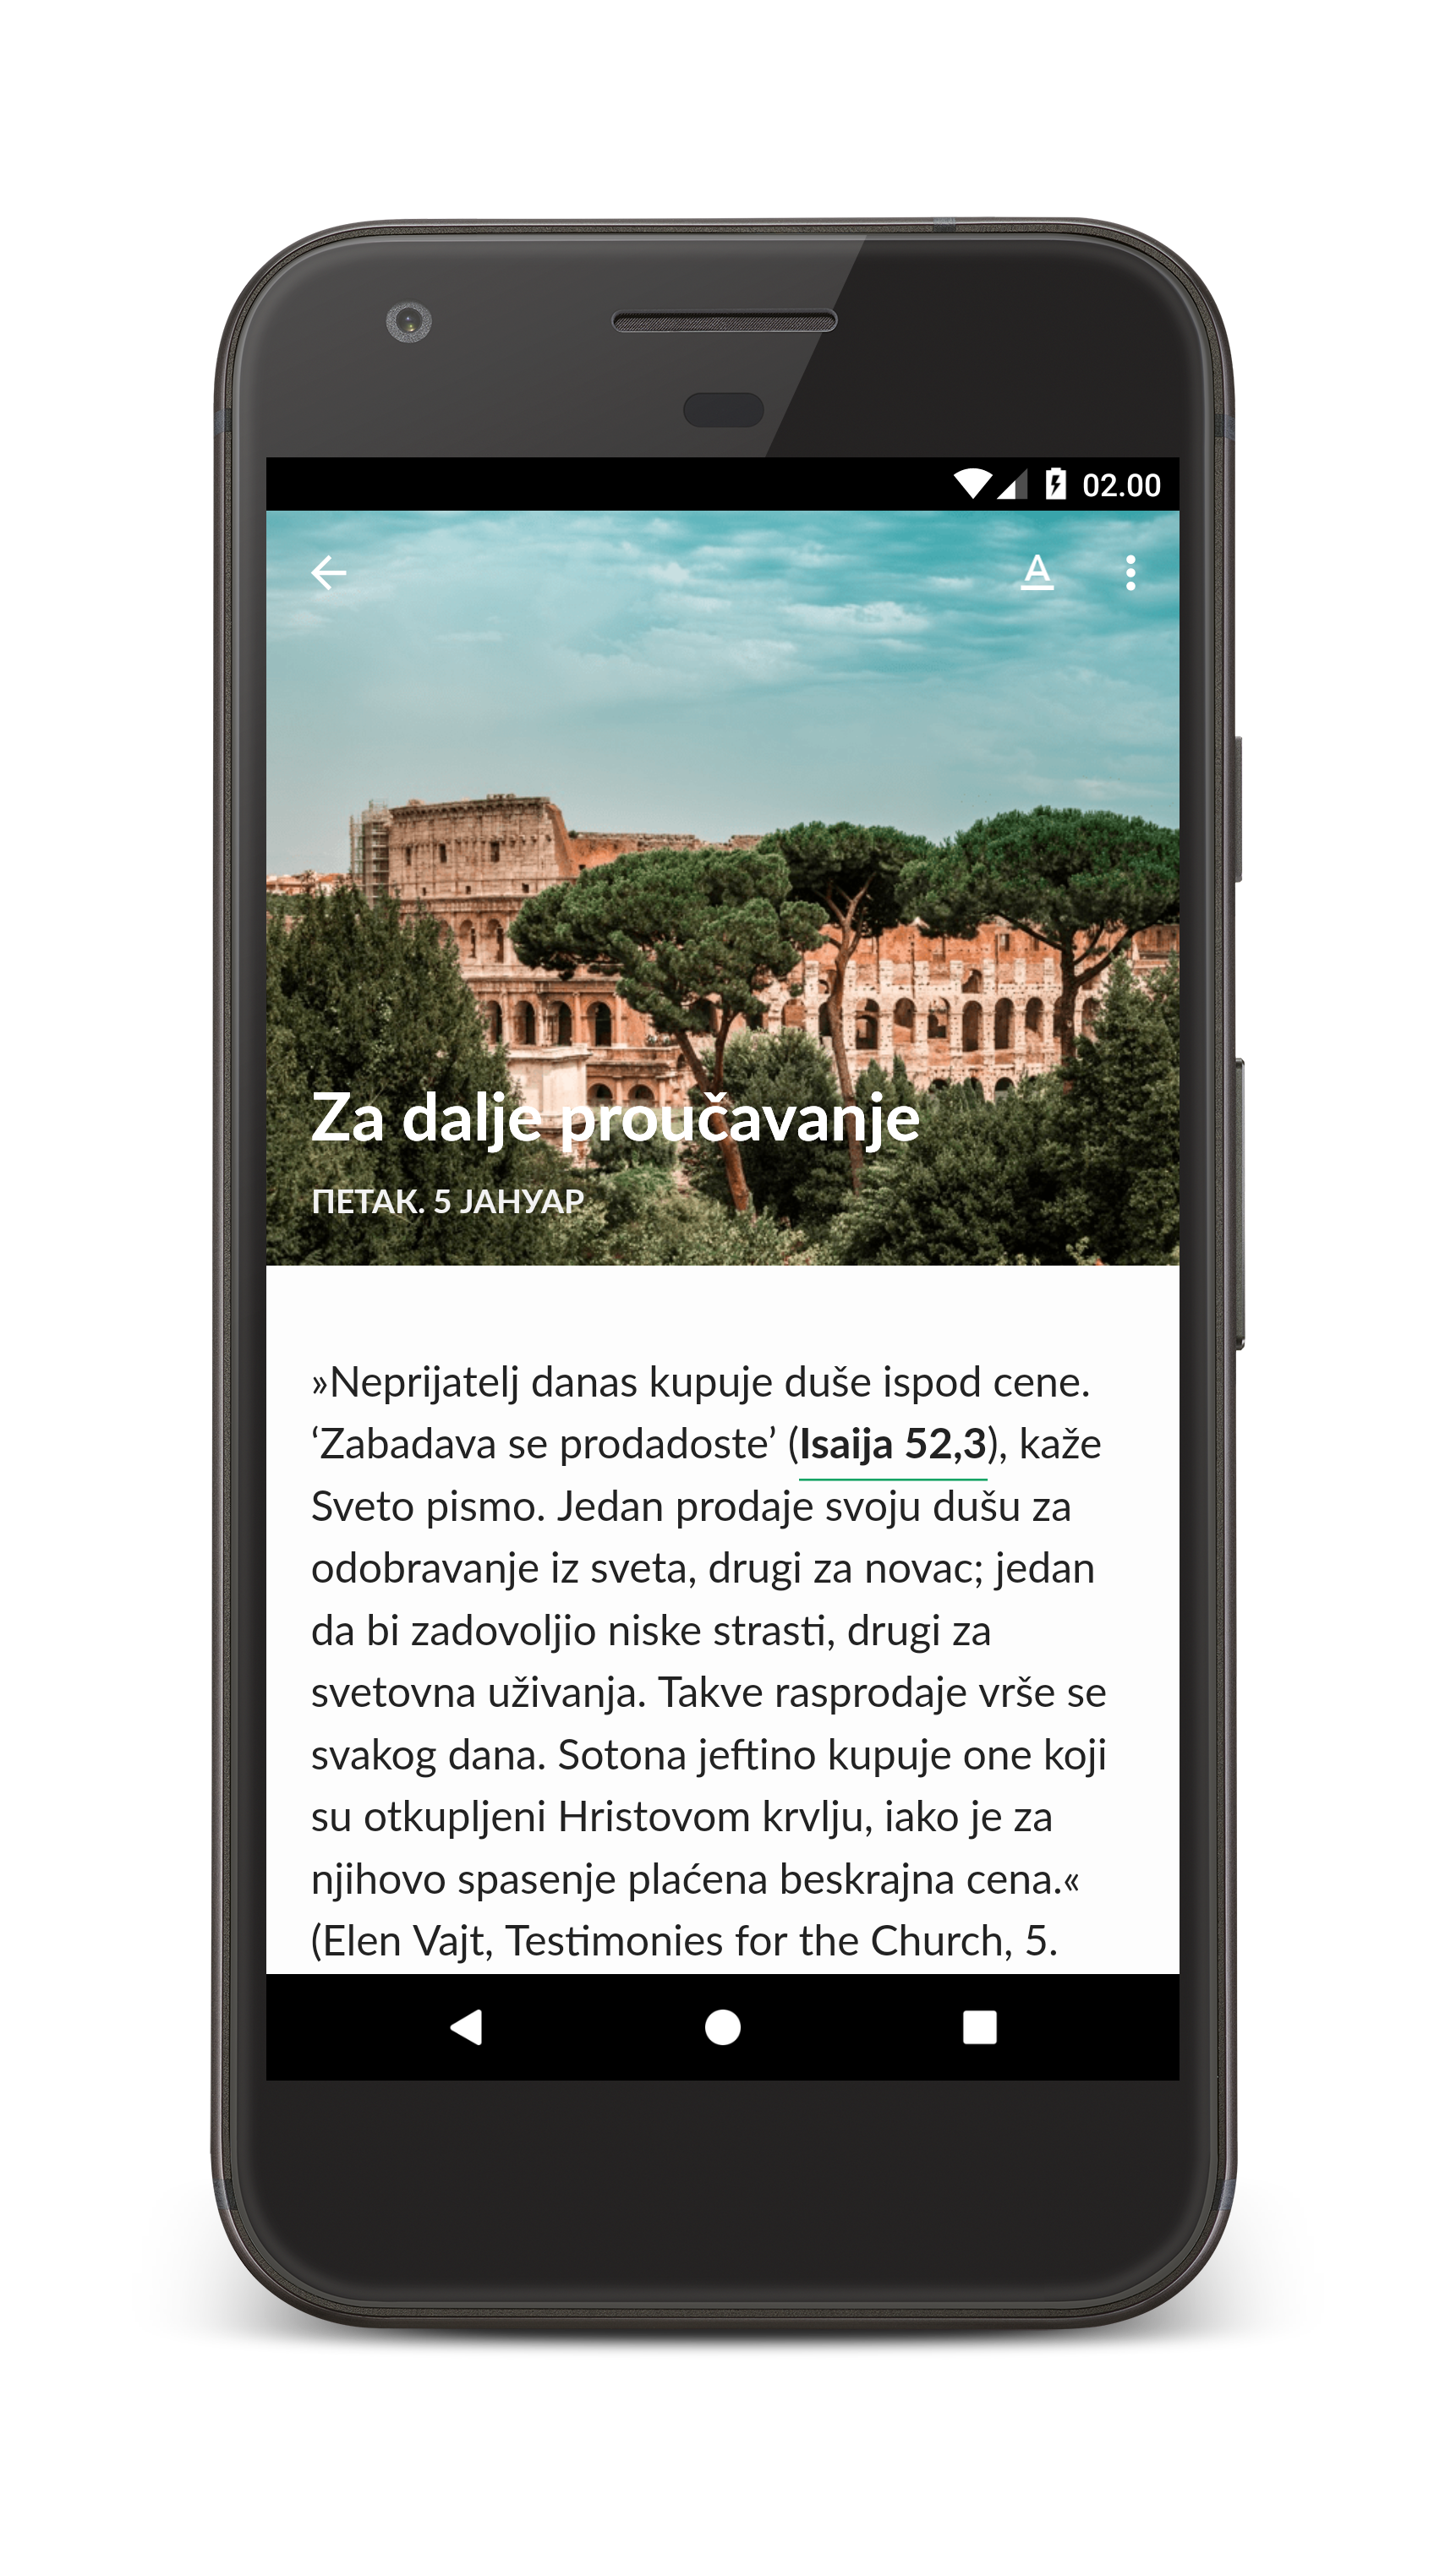 02.00
A
Za dalje proučavanje
ПЕТАК. 5 ЈАНУАР
»Neprijatelj danas kupuje duše ispod cene.
‘Zabadava se prodadoste’ (Isaija 52,3), kaže
Sveto pismo. Jedan prodaje svoju dušu za
odobravanje iz sveta, drugi za novac; jedan
da bi zadovoljio niske strasti, drugi za
svetovna uživanja. Takve rasprodaje vrše se
svakog dana. Sotona jeftino kupuje one koji
su otkupljeni Hristovom krvlju, iako je za
njihovo spasenje plaćena beskrajna cena.«
(Elen Vajt, Testimonies for the Church, 5.